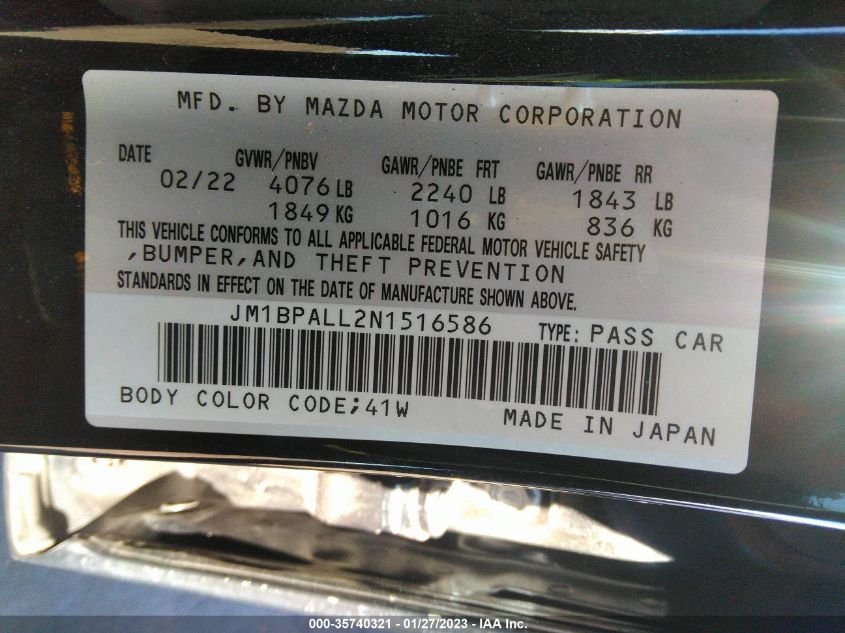 MFD. BY MAZDA MOTOR CORPORATION
DATE GVWR/PNBV GAWR/PNBE FRT GAWR/PNBE RR
02/22 4076 LB 2240 LB 1843 LB
1849 KG 1016 KG 836 KG
THIS VEHICLE CONFORMS TO ALL APPLICABLE FEDERAL MOTOR VEHICLE SAFETY
,BUMPER,AND THEFT PREVENTION
STANDARDS IN EFFECT ON THE DATE OF MANUFACTURE SHOWN ABOVE.
JM1BPALL2N1516586 TYPE: PASS CAR
BODY COLOR CODE;41W MADE IN JAPAN
000-35740321 - 01/27/2023 - IAA Inc.